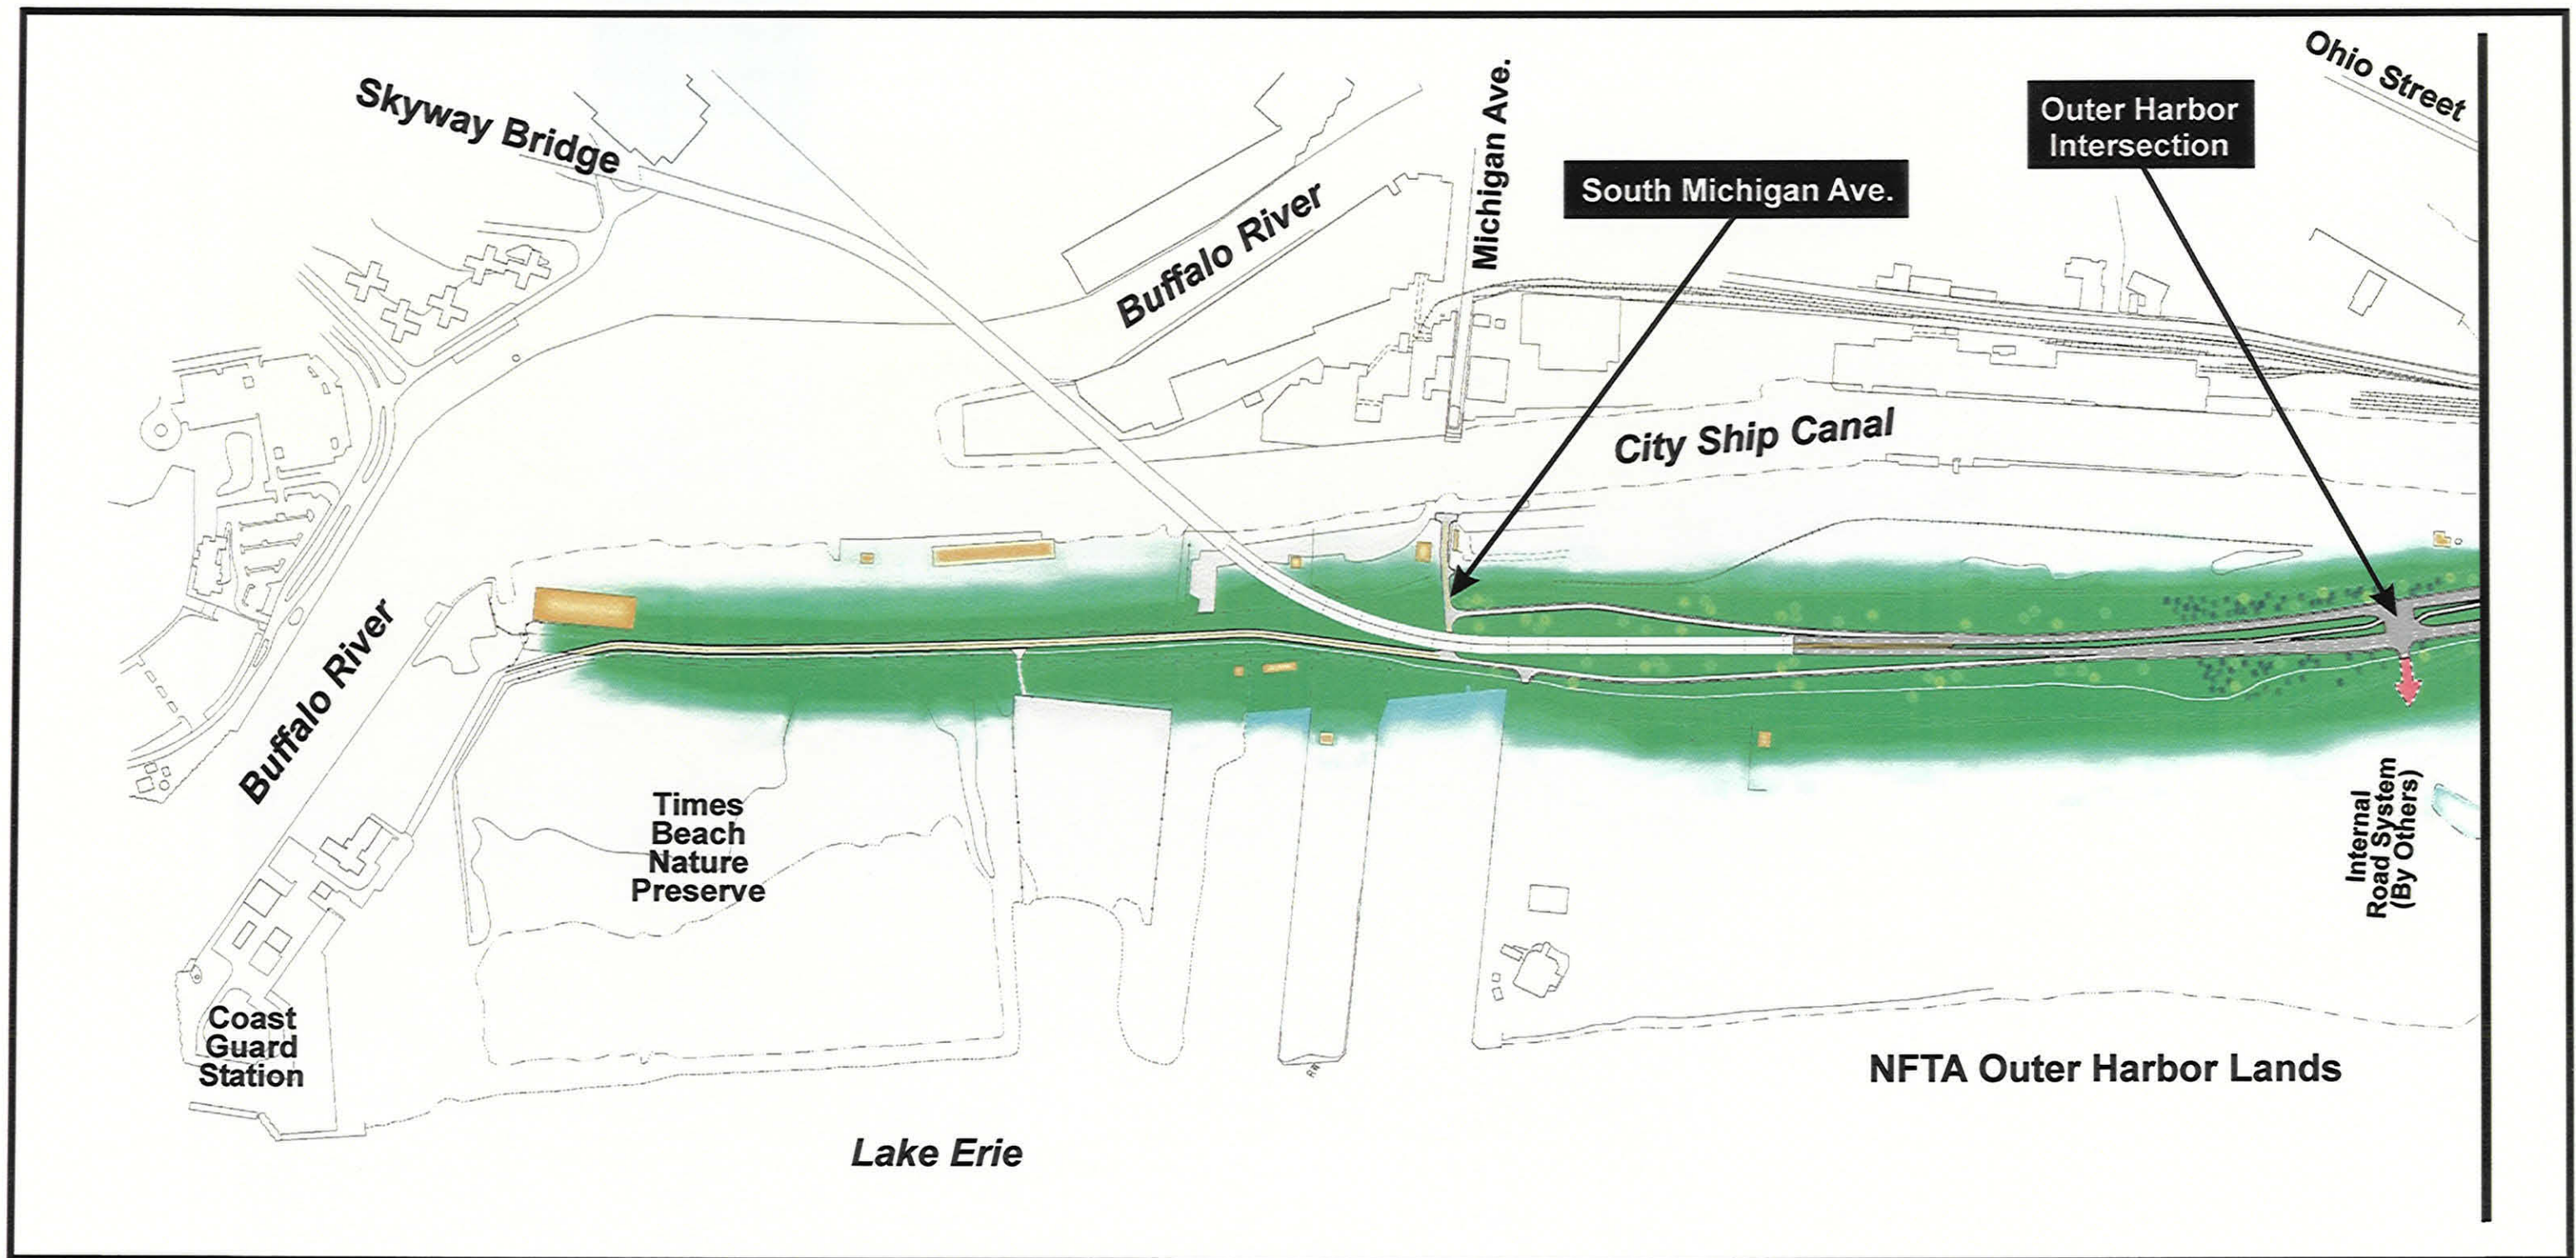 Skyway Bridge
Buffalo River
Michigan Ave.
South Michigan Ave.
Outer Harbor
Intersection
Ohio Street
City Ship Canal
Buffalo River
Times
Beach
Nature
Preserve
Coast
Guard
Station
Lake Erie
Internal
Road System
(By Others)
NFTA Outer Harbor Lands